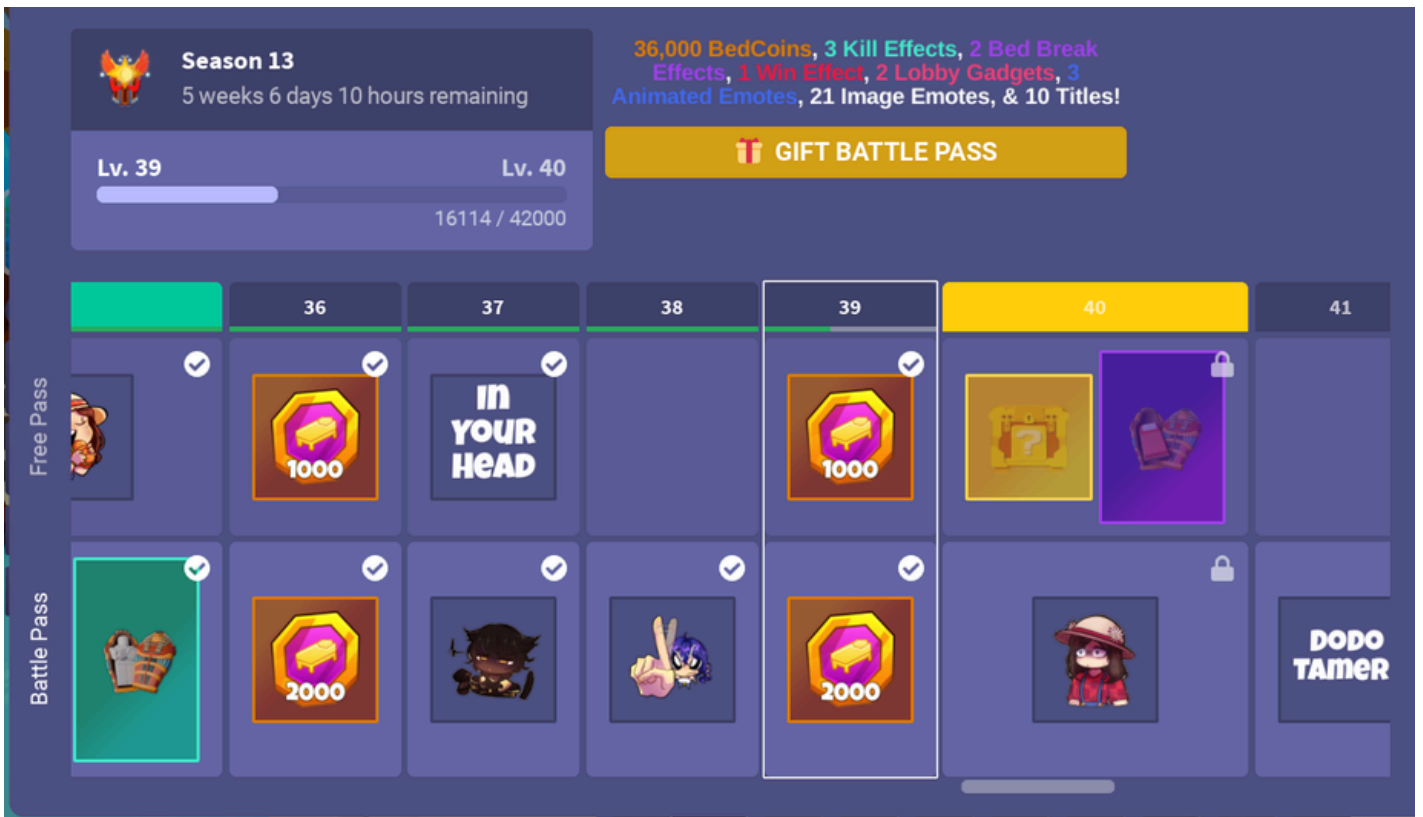 Season 13
5 weeks 6 days 10 hours remaining
Lv. 39
Lv. 40
16114 / 42000
36,000 BedCoins, 3 Kill Effects, 2 Bed Break
Effects, 1 Win Effect, 2 Lobby Gadgets, 3
Animated Emotes, 21 Image Emotes, & 10 Titles!
GIFT BATTLE PASS
36
37
38
39
40
41
Free Pass
1000
IN
YOUR
HEAD
1000
?
Battle Pass
2000
2000
DODO
TAMER